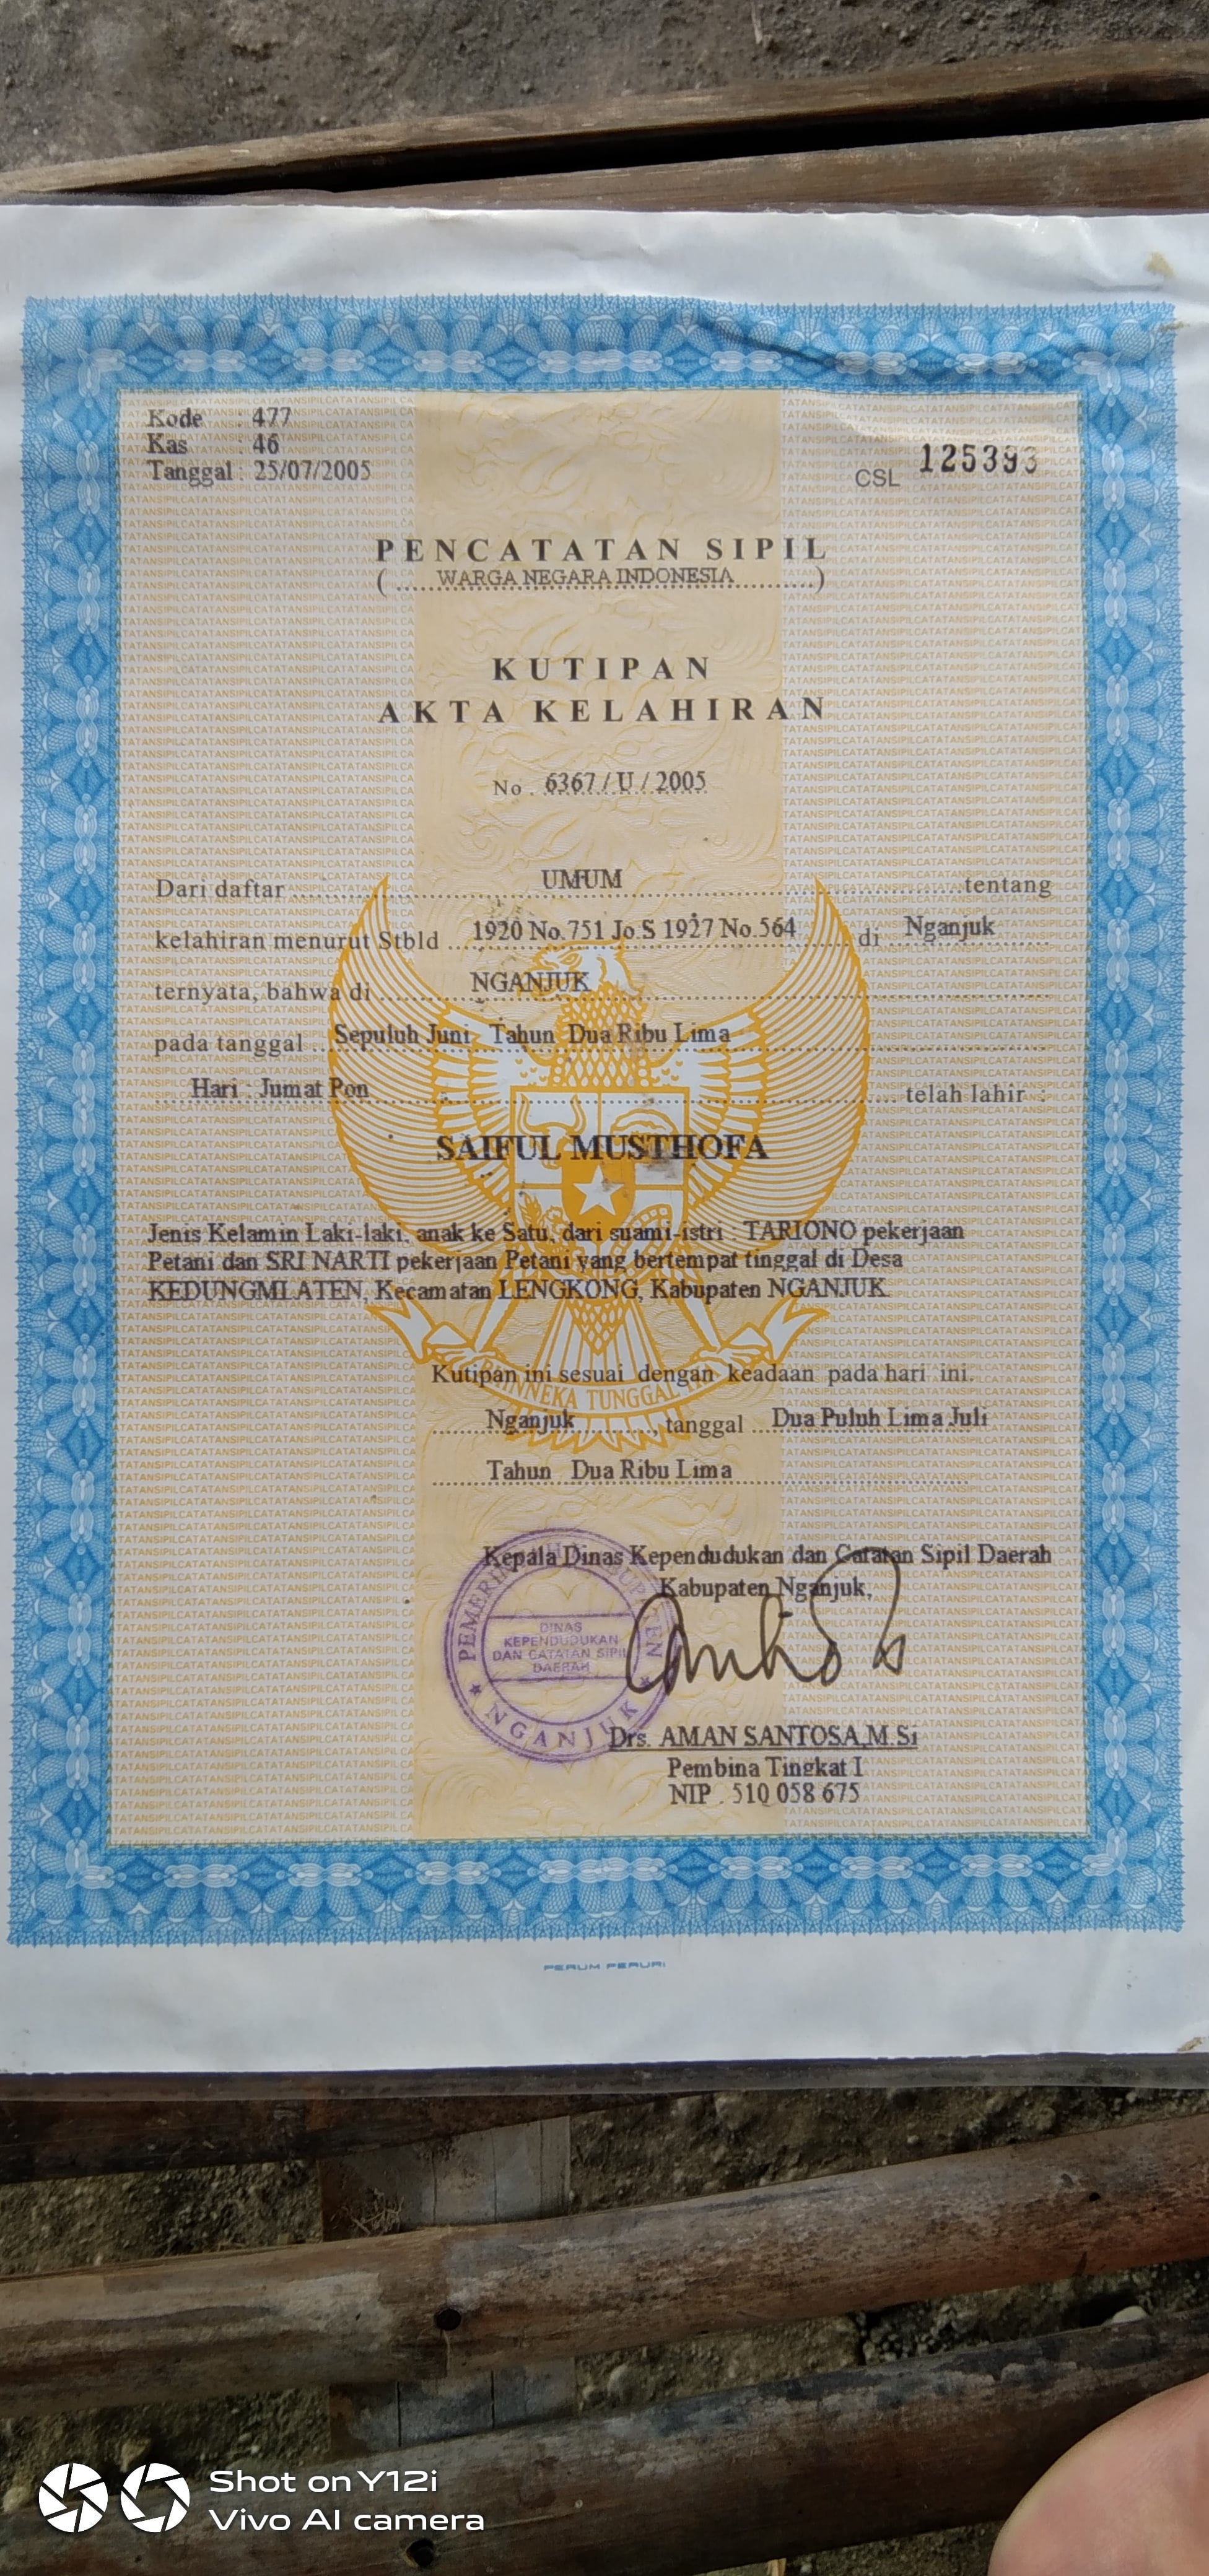 Kode : 477
Kas : 46
Tanggal : 25/07/2005
CSL 125393
PENCATATAN SIPIL
( WARGA NEGARA INDONESIA )
KUTIPAN
AKTA KELAHIRAN
No. 6367 / U / 2005
Dari daftar UMUM tentang
kelahiran menurut Stbld 1920 No.751 Jo.S 1927 No.564 di Nganjuk
ternyata, bahwa di NGANJUK
pada tanggal Sepuluh Juni Tahun Dua Ribu Lima
Hari : Jumat Pon telah lahir :
SAIFUL MUSTHOFA
Jenis Kelamin Laki-laki, anak ke Satu, dari suami-istri : TARIONO pekerjaan
Petani dan SRI NARTI pekerjaan Petani yang bertempat tinggal di Desa
KEDUNGMLATEN, Kecamatan LENGKONG, Kabupaten NGANJUK
BHINNEKA TUNGGAL
Kutipan ini sesuai dengan keadaan pada hari ini.
Nganjuk, tanggal Dua Puluh Lima Juli
Tahun Dua Ribu Lima
Kepala Dinas Kependudukan dan Catatan Sipil Daerah
Kabupaten Nganjuk,
PEMERINTAH KABUPATEN
DINAS
KEPENDUDUKAN
DAN CATATAN SIPIL
DAERAH
NGANJUK
Drs. AMAN SANTOSA,M.Si
Pembina Tingkat I
NIP . 510 058 675
PERUM PERURI
Shot on Y12i
Vivo AI camera